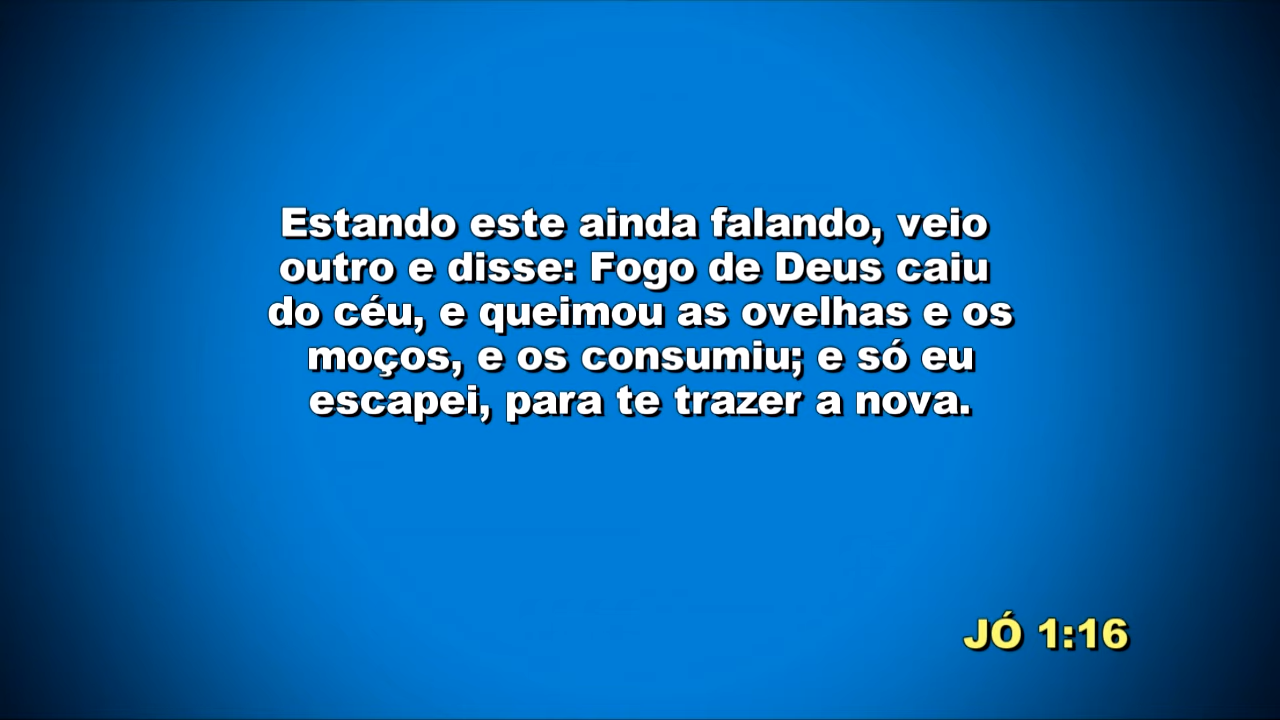 Estando este ainda falando, veio
outro e disse: Fogo de Deus caiu
do céu, e queimou as ovelhas e os
moços, e os consumiu; e só eu
escapei, para te trazer a nova.
JÓ 1:16